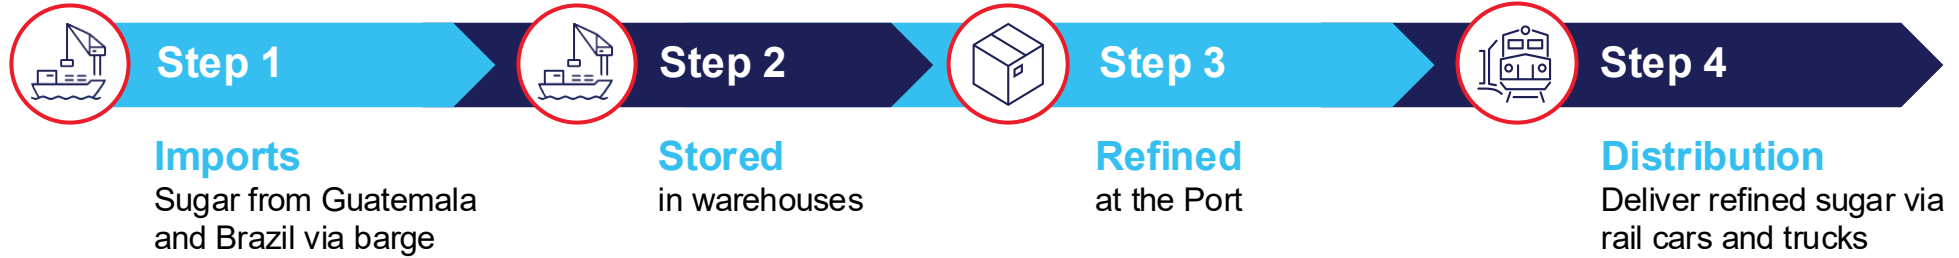 Step 1
Step 2
Step 3
Step 4
Imports
Sugar from Guatemala
and Brazil via barge
Stored
in warehouses
Refined
at the Port
Distribution
Deliver refined sugar via
rail cars and trucks